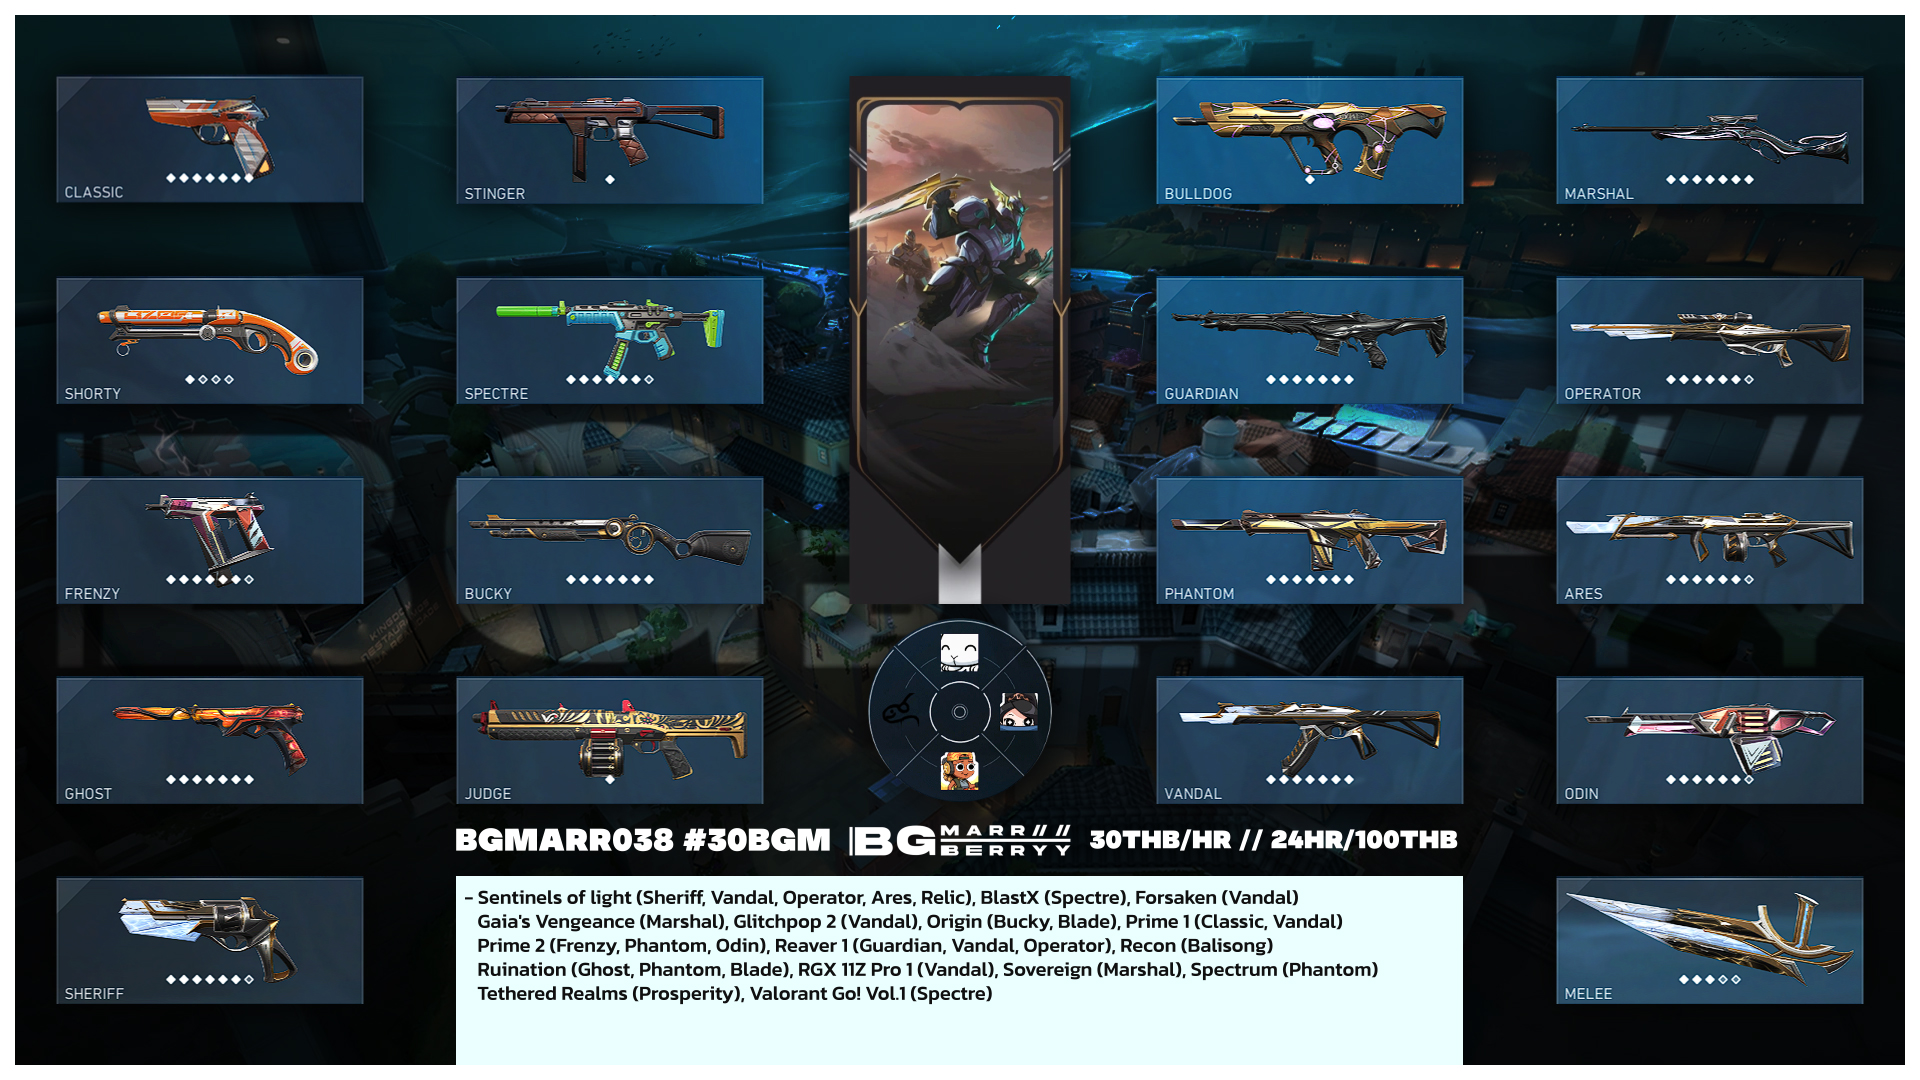 CLASSIC
STINGER
BULLDOG
MARSHAL
SHORTY
SPECTRE
GUARDIAN
OPERATOR
FRENZY
BUCKY
PHANTOM
ARES
GHOST
JUDGE
VANDAL
ODIN
BGMARR038 #30BGM
BG MARR// //
BERRYY
30THB/HR // 24HR/100THB
SHERIFF
- Sentinels of light (Sheriff, Vandal, Operator, Ares, Relic), BlastX (Spectre), Forsaken (Vandal)
Gaia's Vengeance (Marshal), Glitchpop 2 (Vandal), Origin (Bucky, Blade), Prime 1 (Classic, Vandal)
Prime 2 (Frenzy, Phantom, Odin), Reaver 1 (Guardian, Vandal, Operator), Recon (Balisong)
Ruination (Ghost, Phantom, Blade), RGX 11Z Pro 1 (Vandal), Sovereign (Marshal), Spectrum (Phantom)
Tethered Realms (Prosperity), Valorant Go! Vol.1 (Spectre)
MELEE